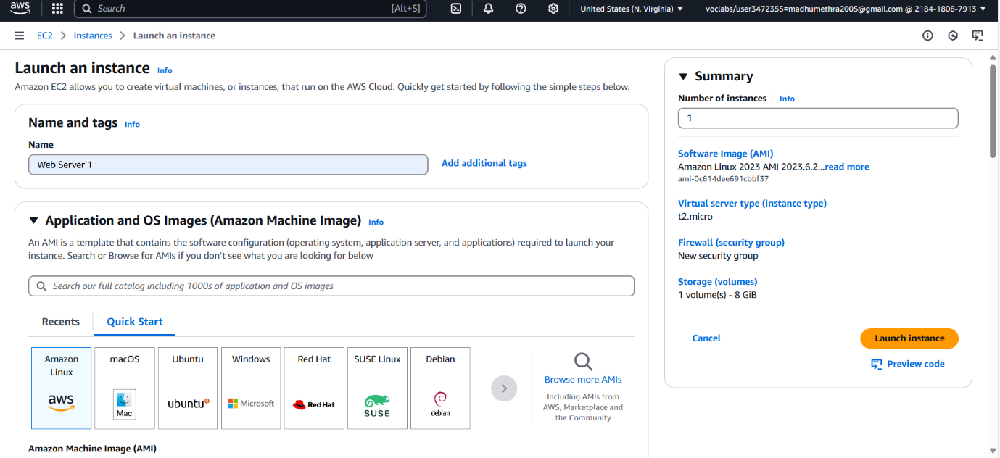 aws
Search
[Alt+S]
United States (N. Virginia)
voclabs/user3472355=madhumethra2005@gmail.com @ 2184-1808-7913
EC2
Instances
Launch an instance
Launch an instance
Info
Amazon EC2 allows you to create virtual machines, or instances, that run on the AWS Cloud. Quickly get started by following the simple steps below.
Name and tags
Info
Name
Web Server 1
Add additional tags
Application and OS Images (Amazon Machine Image)
Info
An AMI is a template that contains the software configuration (operating system, application server, and applications) required to launch your
instance. Search or Browse for AMIs if you don't see what you are looking for below
Search our full catalog including 1000s of application and OS images
Recents
Quick Start
Amazon
Linux
aws
macOS
Mac
Ubuntu
ubuntu
Windows
Microsoft
Red Hat
Red Hat
SUSE Linux
SUSE
Debian
debian
Browse more AMIs
Including AMIs from
AWS, Marketplace and
the Community
Amazon Machine Image (AMI)
Summary
Number of instances
Info
1
Software Image (AMI)
Amazon Linux 2023 AMI 2023.6.2...read more
ami-0c614dee691cbbf37
Virtual server type (instance type)
t2.micro
Firewall (security group)
New security group
Storage (volumes)
1 volume(s) - 8 GiB
Cancel
Launch instance
Preview code